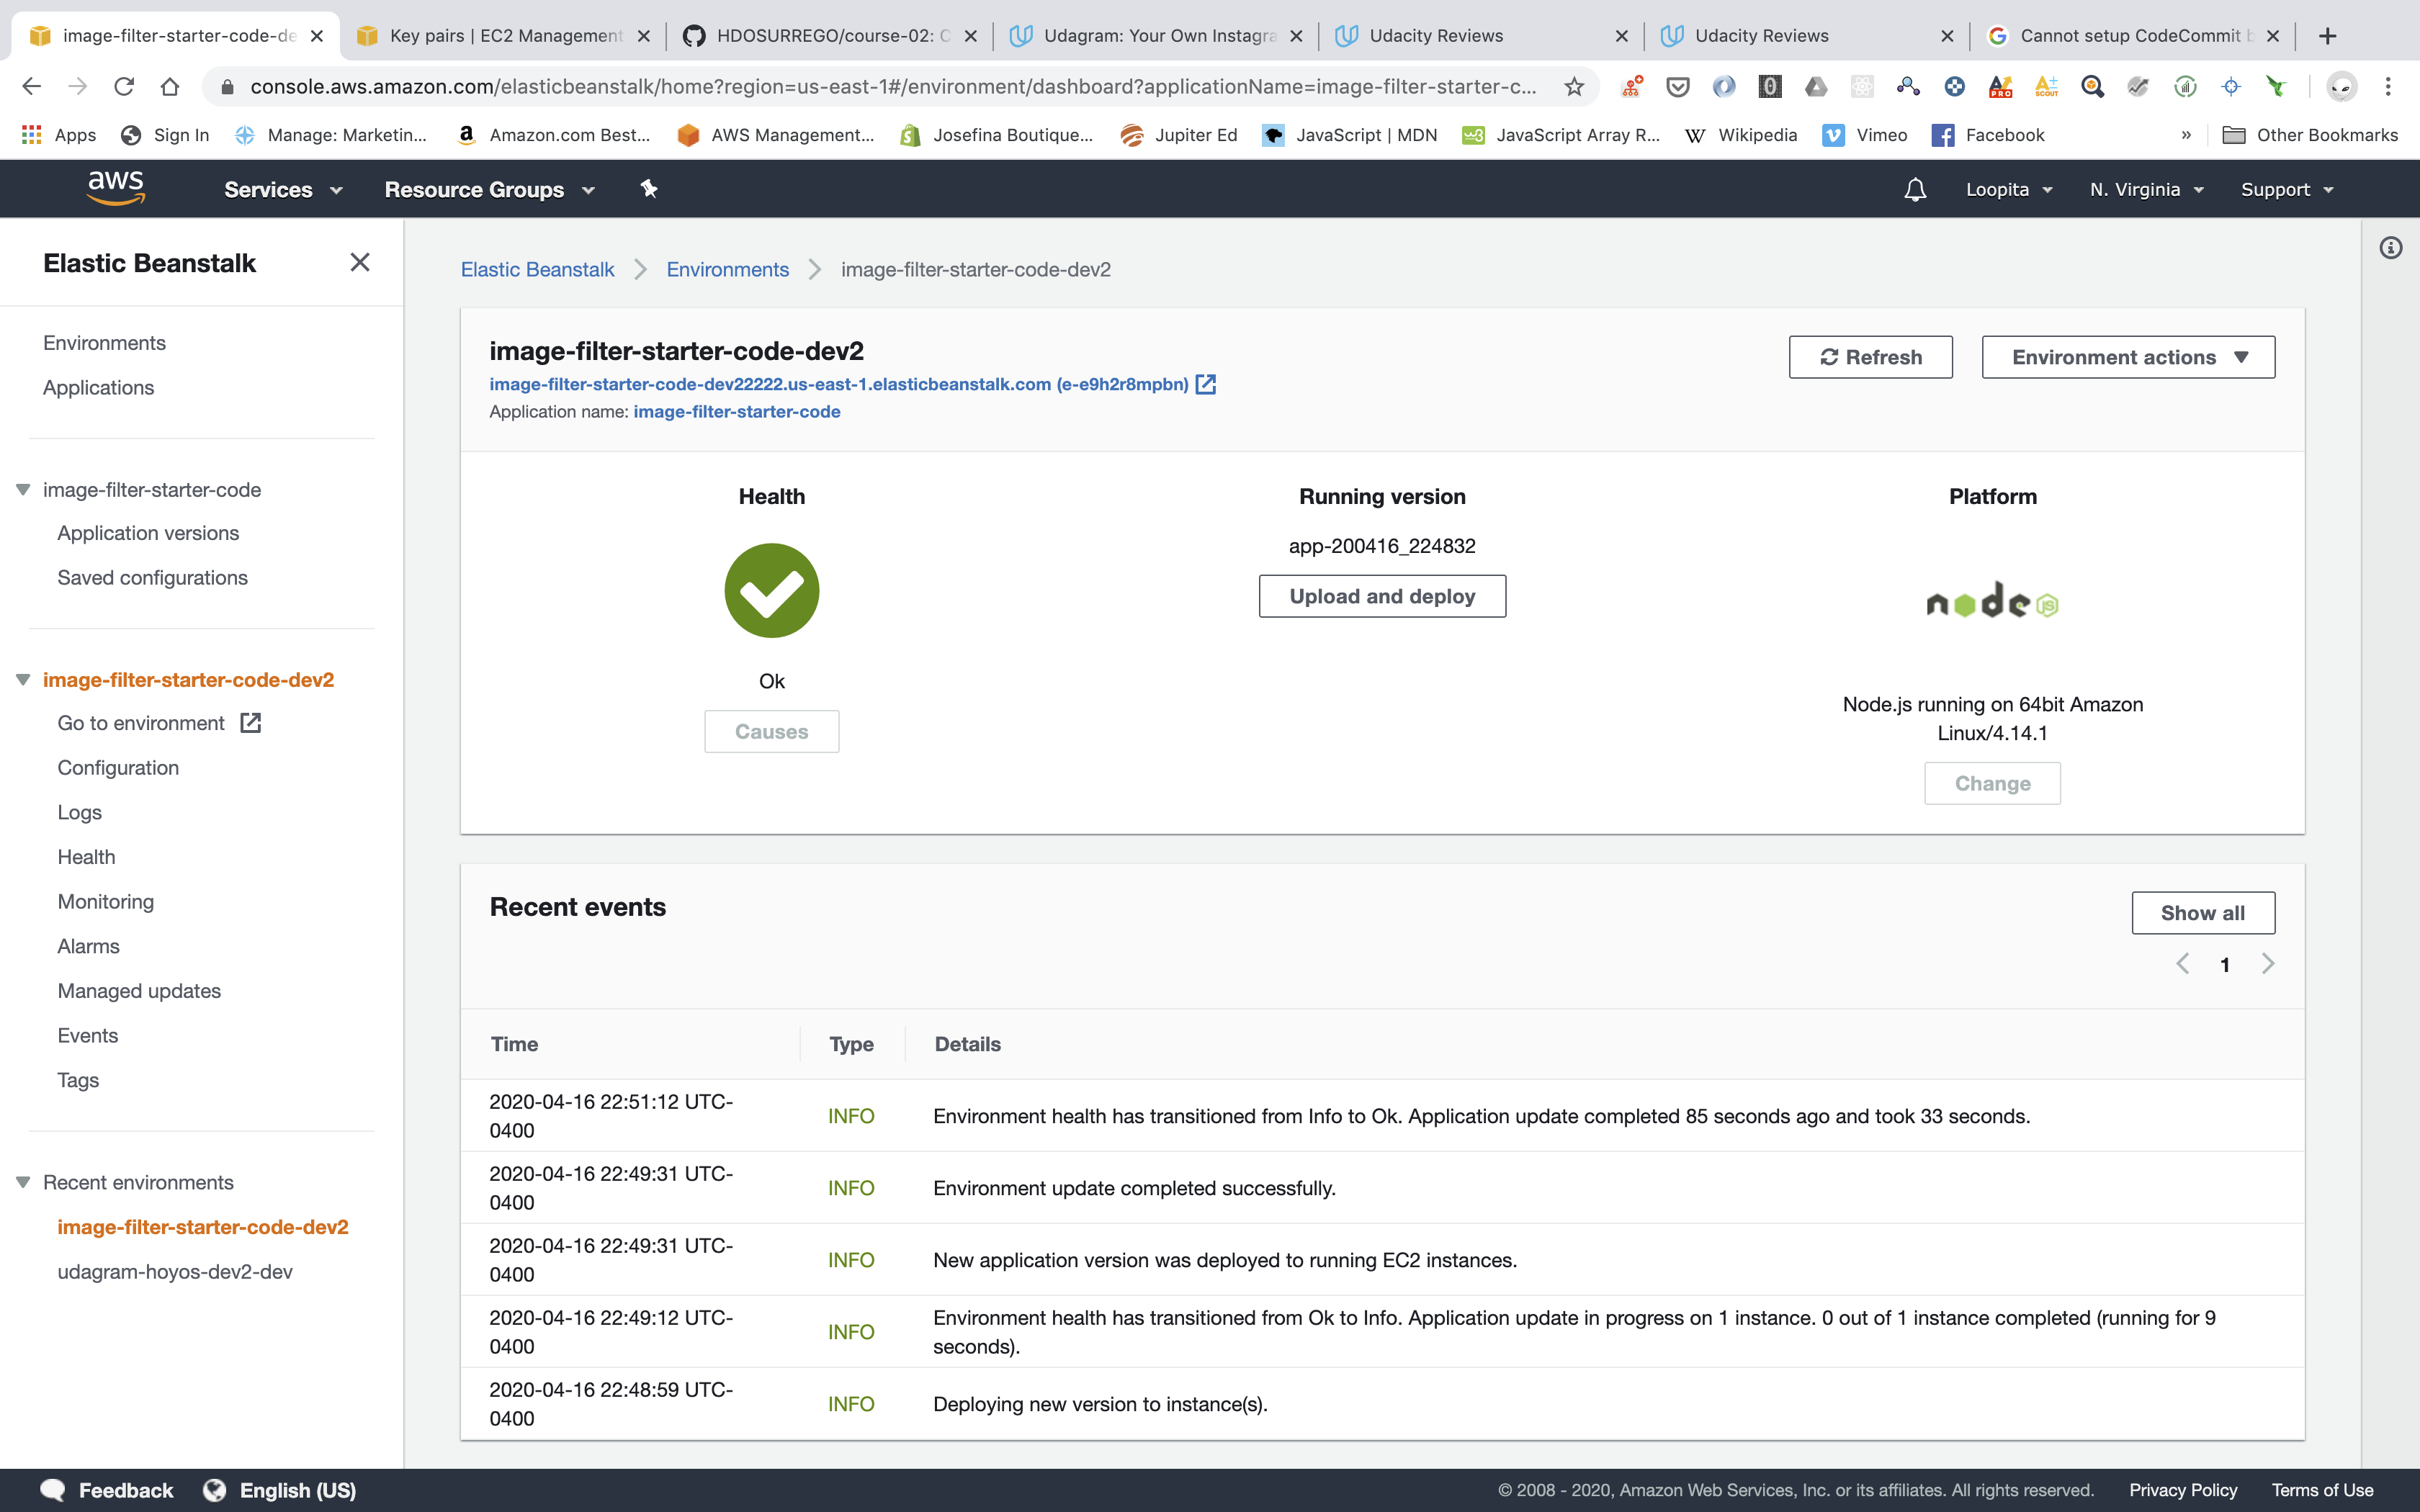 image-filter-starter-code-de
Key pairs | EC2 Management
HDOSURREGO/course-02: C
Udagram: Your Own Instagra
Udacity Reviews
Udacity Reviews
Cannot setup CodeCommit b
console.aws.amazon.com/elasticbeanstalk/home?region=us-east-1#/environment/dashboard?applicationName=image-filter-starter-c...
Apps
Sign In
Manage: Marketin...
Amazon.com Best...
AWS Management...
Josefina Boutique...
Jupiter Ed
JavaScript | MDN
JavaScript Array R...
Wikipedia
Vimeo
Facebook
»
Other Bookmarks
aws
Services
Resource Groups
Loopita
N. Virginia
Support
Elastic Beanstalk
Environments
Applications
image-filter-starter-code
Application versions
Saved configurations
image-filter-starter-code-dev2
Go to environment
Configuration
Logs
Health
Monitoring
Alarms
Managed updates
Events
Tags
Recent environments
image-filter-starter-code-dev2
udagram-hoyos-dev2-dev
Elastic Beanstalk > Environments > image-filter-starter-code-dev2
image-filter-starter-code-dev2
image-filter-starter-code-dev22222.us-east-1.elasticbeanstalk.com (e-e9h2r8mpbn)
Application name: image-filter-starter-code
Refresh
Environment actions
Health
Ok
Causes
Running version
app-200416_224832
Upload and deploy
Platform
node JS
Node.js running on 64bit Amazon
Linux/4.14.1
Change
Recent events
Show all
1
Time Type Details
2020-04-16 22:51:12 UTC-
0400
INFO
Environment health has transitioned from Info to Ok. Application update completed 85 seconds ago and took 33 seconds.
2020-04-16 22:49:31 UTC-
0400
INFO
Environment update completed successfully.
2020-04-16 22:49:31 UTC-
0400
INFO
New application version was deployed to running EC2 instances.
2020-04-16 22:49:12 UTC-
0400
INFO
Environment health has transitioned from Ok to Info. Application update in progress on 1 instance. 0 out of 1 instance completed (running for 9
seconds).
2020-04-16 22:48:59 UTC-
0400
INFO
Deploying new version to instance(s).
Feedback
English (US)
© 2008 - 2020, Amazon Web Services, Inc. or its affiliates. All rights reserved.
Privacy Policy
Terms of Use